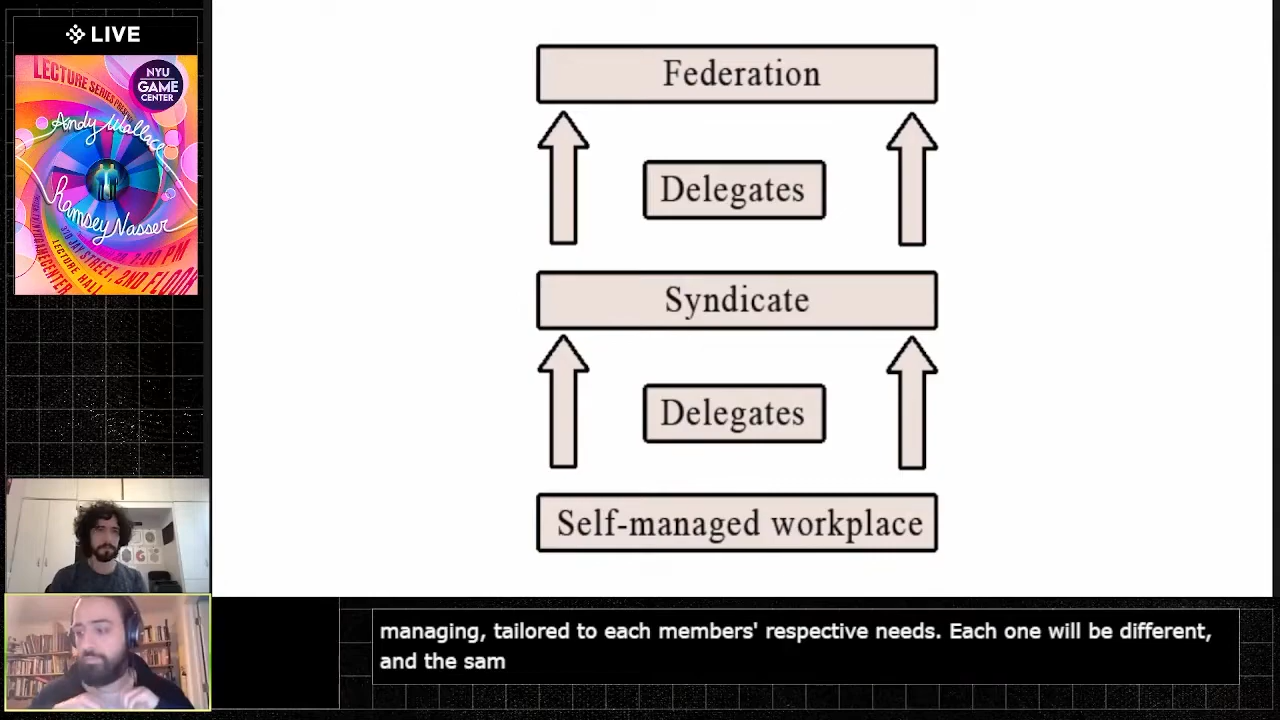 LIVE
LECTURE SERIES PRESENTS
NYU
GAME
CENTER
Andy Wallace
Ramsey Nasser
370 JAY STREET, 2ND FLOOR
LECTURE HALL
Federation
Delegates
Syndicate
Delegates
Self-managed workplace
managing, tailored to each members' respective needs. Each one will be different,
and the sam